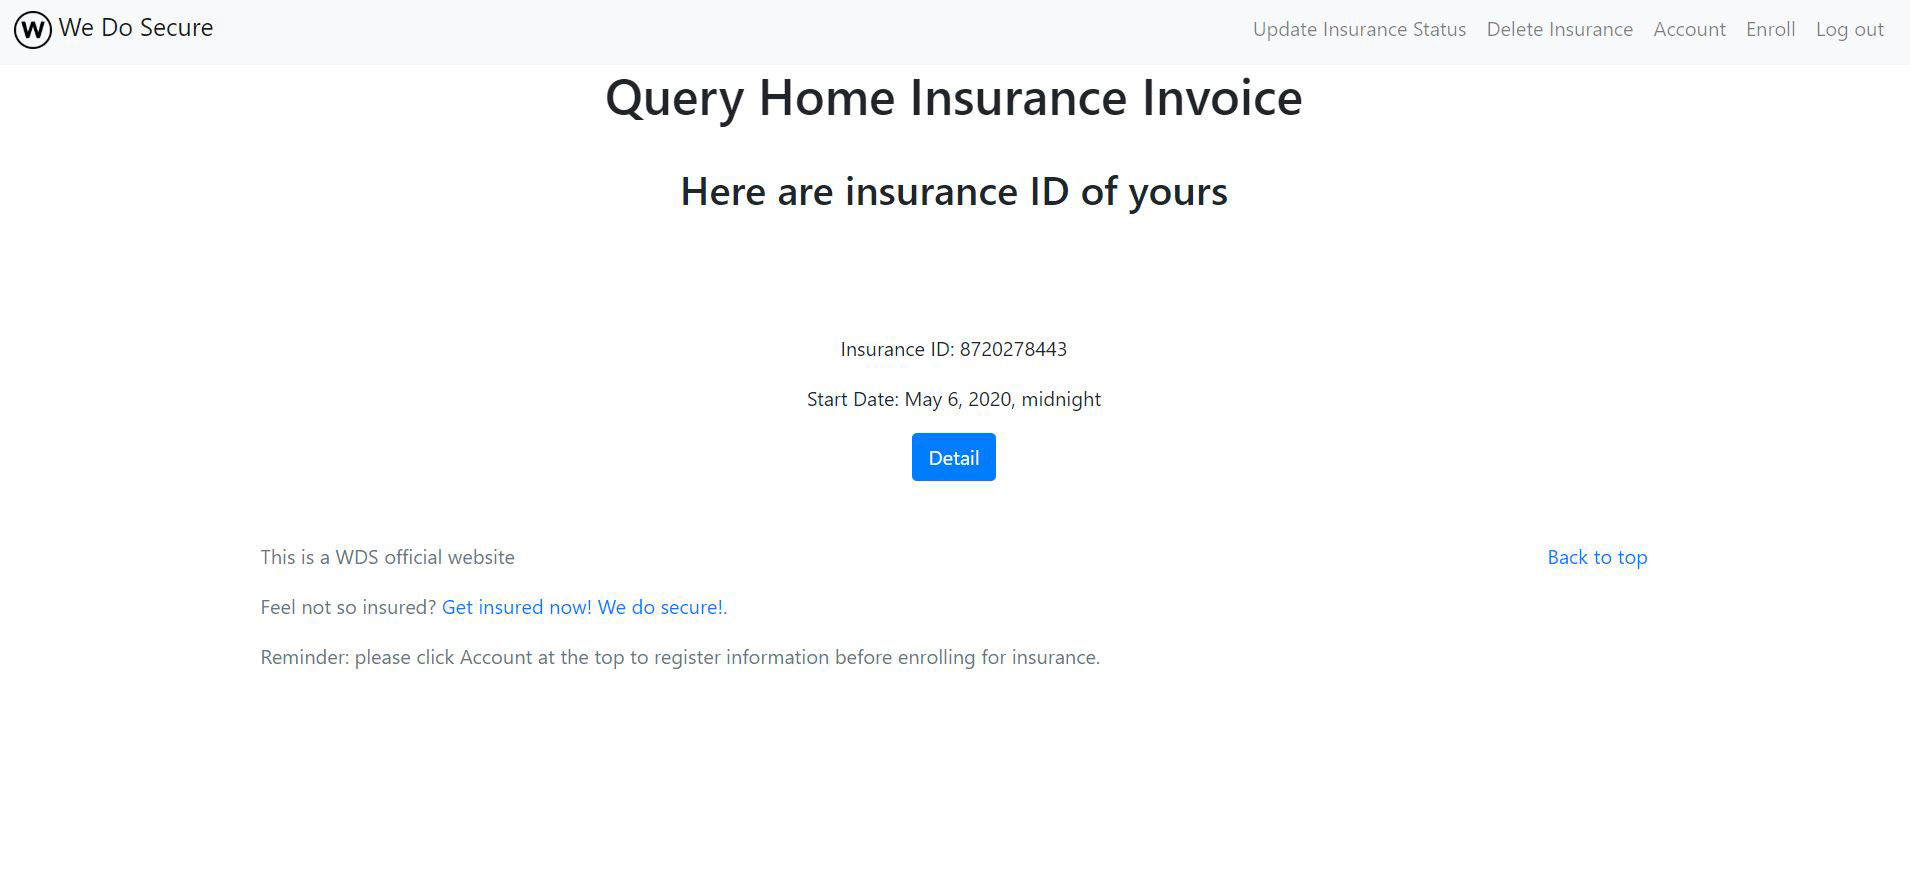 W We Do Secure Update Insurance Status Delete Insurance Account Enroll Log out
Query Home Insurance Invoice
Here are insurance ID of yours
Insurance ID: 8720278443
Start Date: May 6, 2020, midnight
Detail
This is a WDS official website Back to top
Feel not so insured? Get insured now! We do secure!.
Reminder: please click Account at the top to register information before enrolling for insurance.